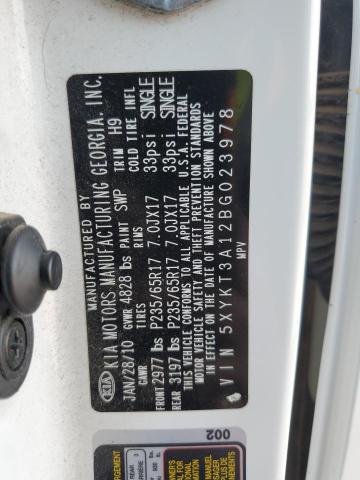 MANUFACTURED BY
KIA KIA MOTORS MANUFACTURING GEORGIA, INC.
JAN/28/10 GVWR 4828 lbs PAINT SWP TRIM H9
GAWR TIRES RIMS COLD TIRE INFL
FRONT 2977 lbs P235/65R17 7.0JX17 33psi SINGLE
REAR 3197 lbs P235/65R17 7.0JX17 33psi SINGLE
THIS VEHICLE CONFORMS TO ALL APPLICABLE U.S.A. FEDERAL
MOTOR VEHICLE SAFETY AND THEFT PREVENTION STANDARDS
IN EFFECT ON THE DATE OF MANUFACTURE SHOWN ABOVE
VIN 5XYKT3A12BG023978
MPV
002
REAR
3